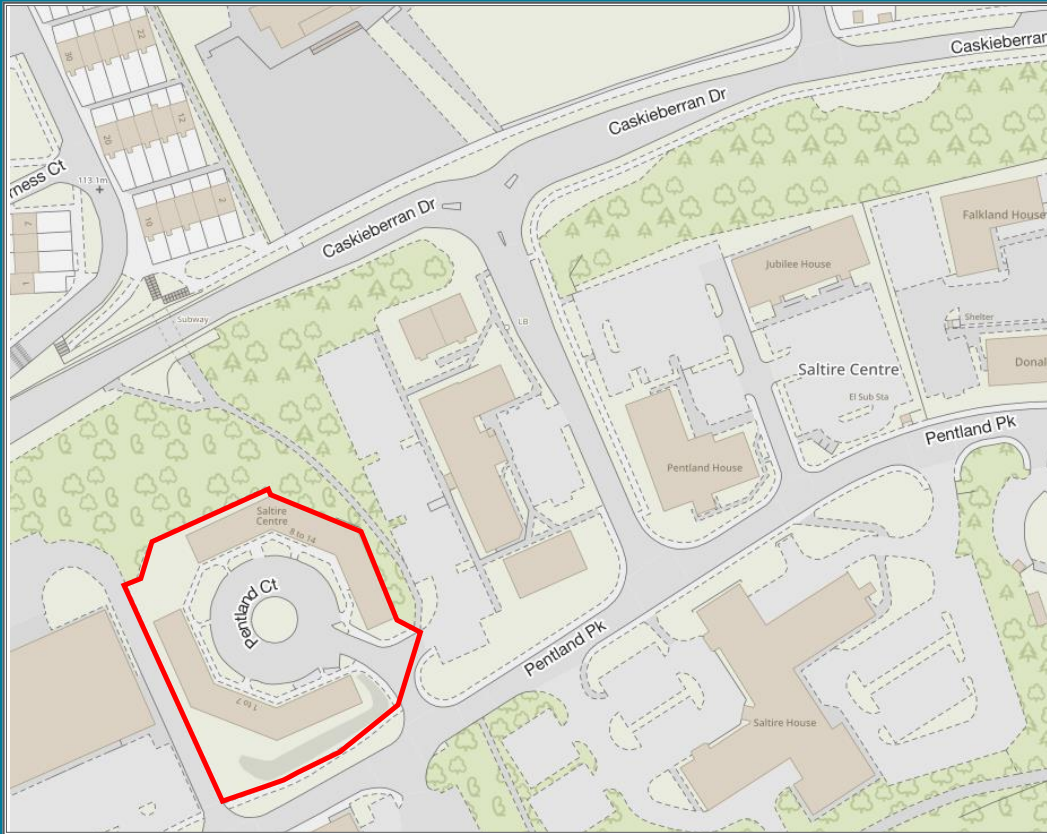 22
30
12
20
2
10
7
1
rness Ct
113.1m
Caskieberran
Caskieberran Dr
Caskieberran Dr
Subway
LB
Falkland House
Jubilee House
Shelter
Saltire Centre
Donal
El Sub Sta
Pentland Pk
Pentland House
Saltire
Centre
8 to 14
Pentland Ct
1 to 7
Pentland Pk
Saltire House